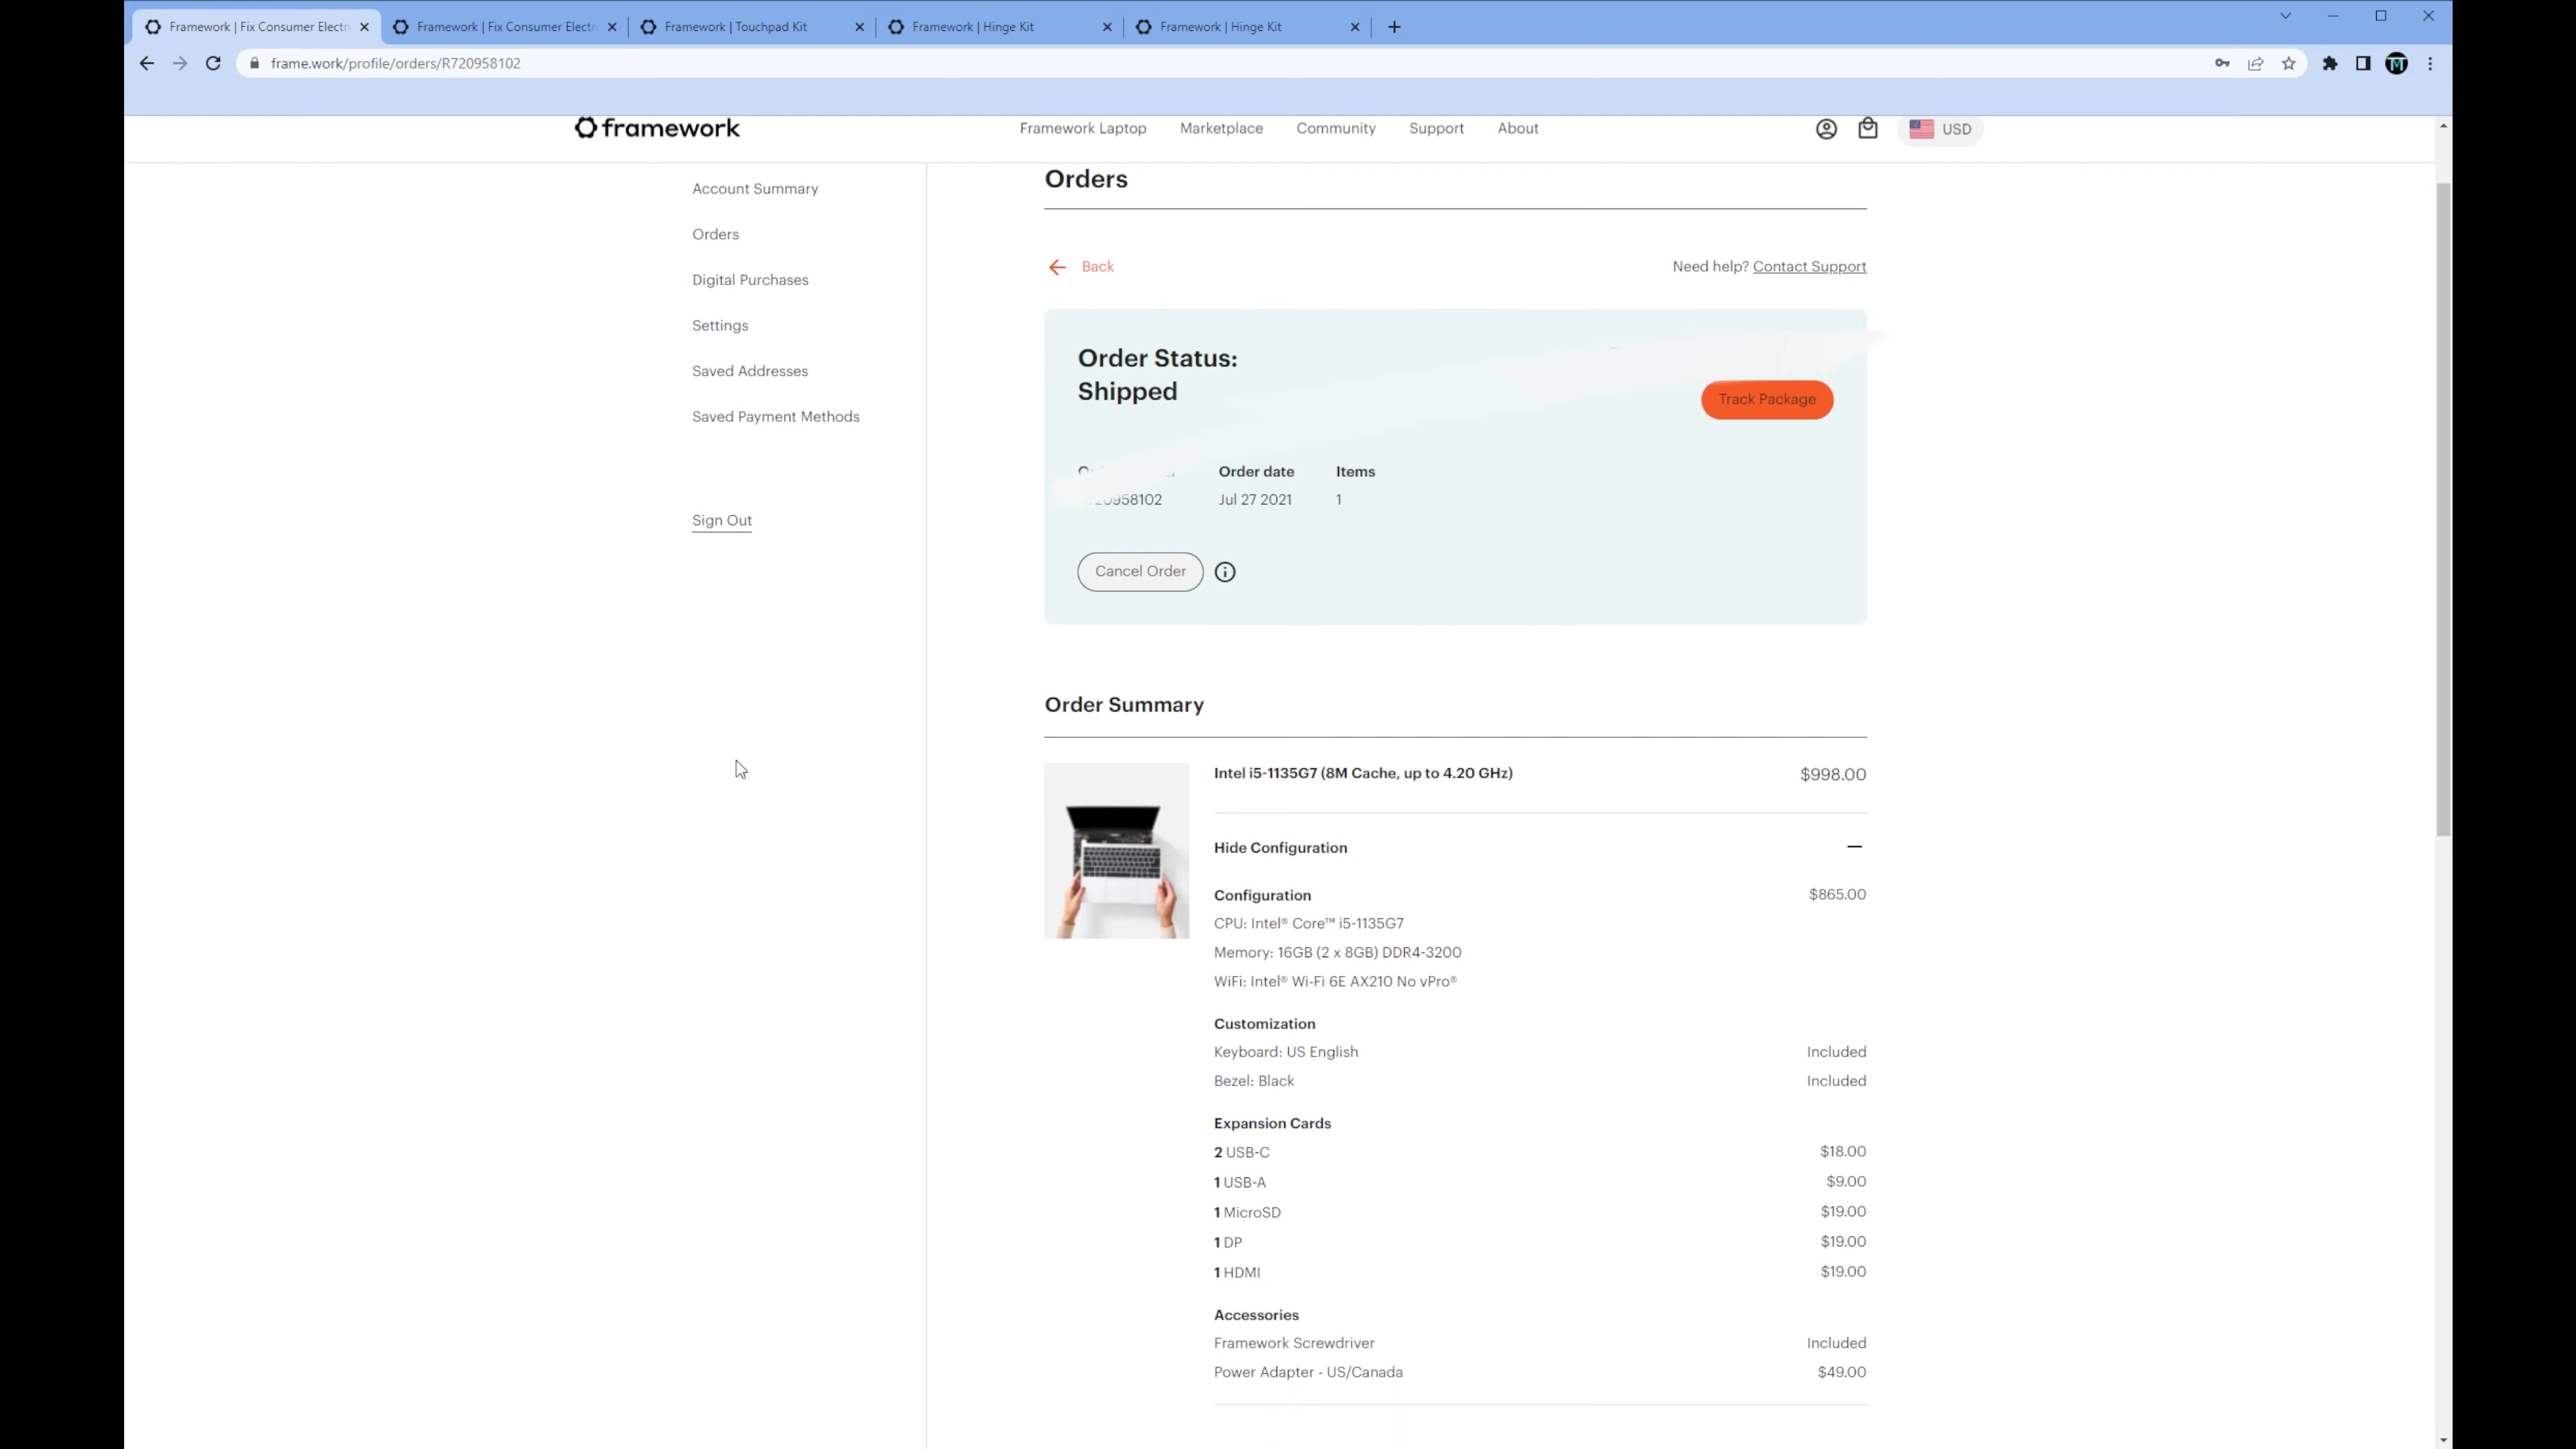 Framework | Fix Consumer Electr
Framework | Fix Consumer Electr
Framework | Touchpad Kit
Framework | Hinge Kit
Framework | Hinge Kit
frame.work/profile/orders/R720958102
framework
Framework Laptop
Marketplace
Community
Support
About
USD
Account Summary
Orders
Digital Purchases
Settings
Saved Addresses
Saved Payment Methods
Sign Out
Orders
Back
Need help? Contact Support
Order Status:
Shipped
Track Package
Order date
Items
58102
Jul 27 2021
1
Cancel Order
Order Summary
Intel i5-1135G7 (8M Cache, up to 4.20 GHz) $998.00
Hide Configuration
Configuration $865.00
CPU: Intel® Core™ i5-1135G7
Memory: 16GB (2 x 8GB) DDR4-3200
WiFi: Intel® Wi-Fi 6E AX210 No vPro®
Customization
Keyboard: US English Included
Bezel: Black Included
Expansion Cards
2 USB-C $18.00
1 USB-A $9.00
1 MicroSD $19.00
1 DP $19.00
1 HDMI $19.00
Accessories
Framework Screwdriver Included
Power Adapter - US/Canada $49.00